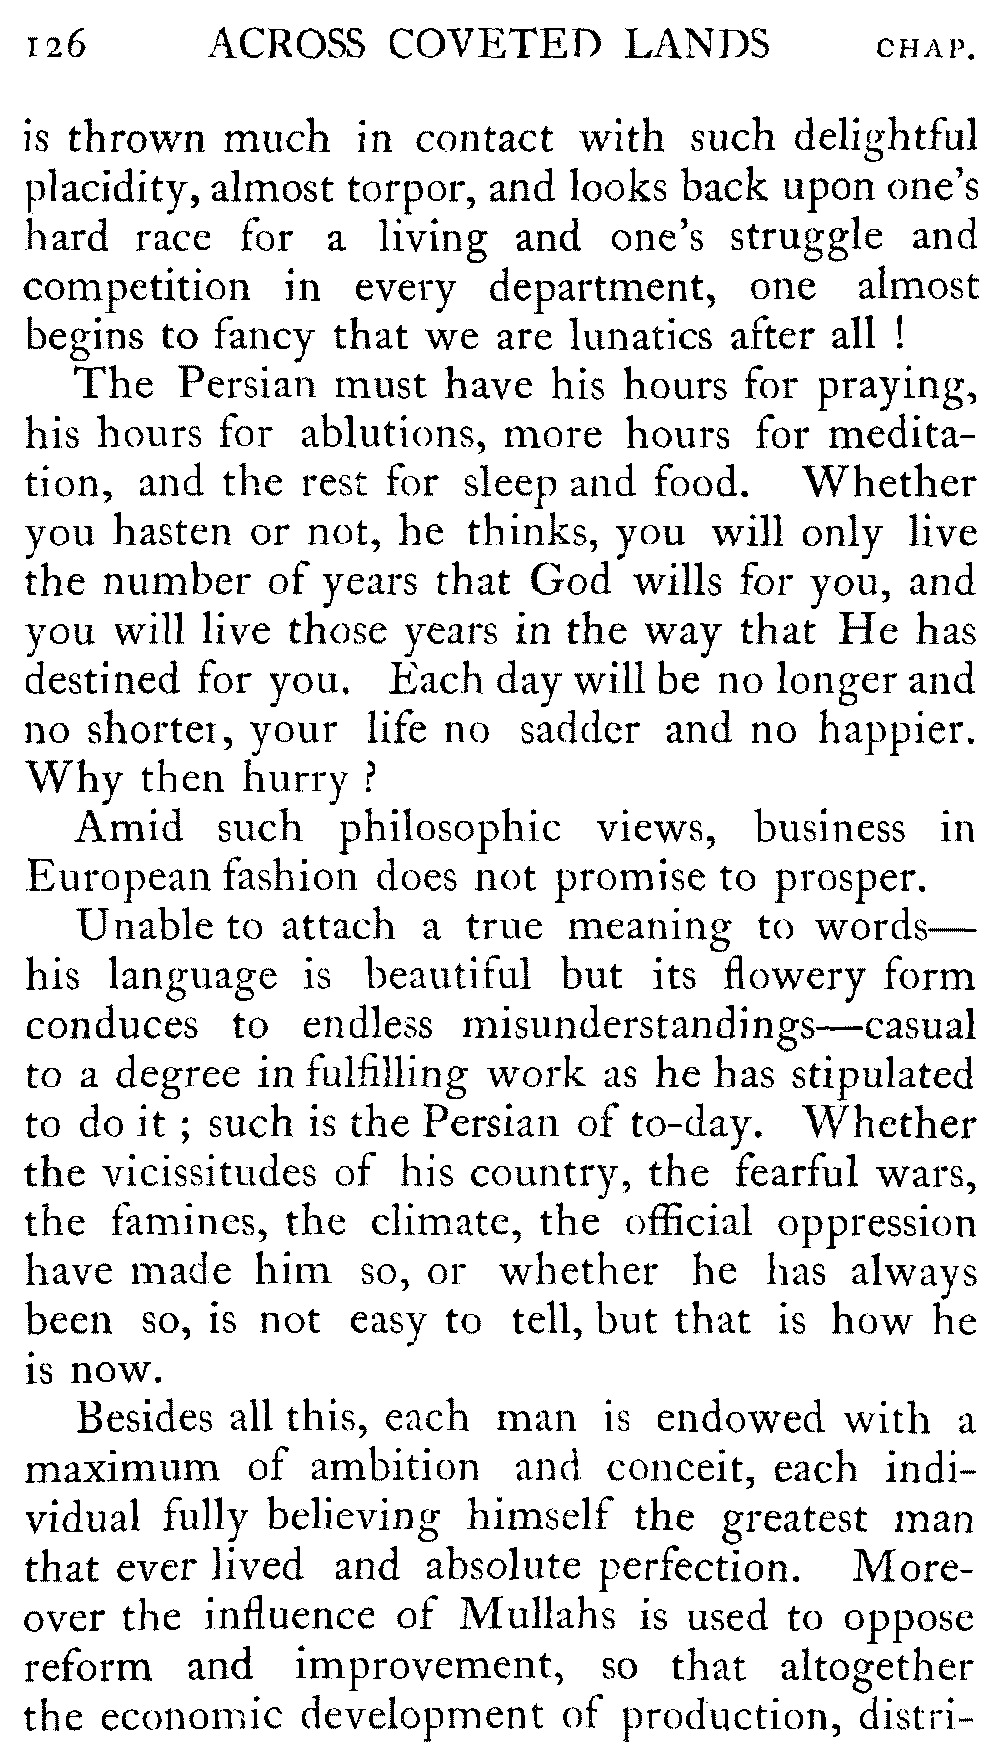 126 ACROSS COVETED LANDS CHAP.
is thrown much in contact with such delightful
placidity, almost torpor, and looks back upon one's
hard race for a living and one's struggle and
competition in every department, one almost
begins to fancy that we are lunatics after all !
The Persian must have his hours for praying,
his hours for ablutions, more hours for medita-
tion, and the rest for sleep and food. Whether
you hasten or not, he thinks, you will only live
the number of years that God wills for you, and
you will live those years in the way that He has
destined for you. Each day will be no longer and
no shorter, your life no sadder and no happier.
Why then hurry ?
Amid such philosophic views, business in
European fashion does not promise to prosper.
Unable to attach a true meaning to words—
his language is beautiful but its flowery form
conduces to endless misunderstandings—casual
to a degree in fulfilling work as he has stipulated
to do it ; such is the Persian of to-day. Whether
the vicissitudes of his country, the fearful wars,
the famines, the climate, the official oppression
have made him so, or whether he has always
been so, is not easy to tell, but that is how he
is now.
Besides all this, each man is endowed with a
maximum of ambition and conceit, each indi-
vidual fully believing himself the greatest man
that ever lived and absolute perfection. More-
over the influence of Mullahs is used to oppose
reform and improvement, so that altogether
the economic development of production, distri-